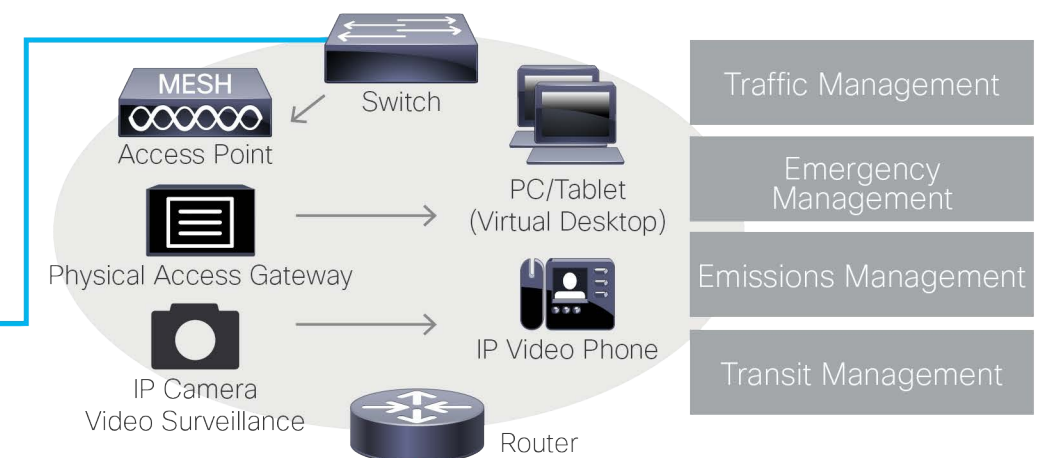 MESH
Switch
Access Point
PC/Tablet
(Virtual Desktop)
Physical Access Gateway
IP Video Phone
IP Camera
Video Surveillance
Router
Traffic Management
Emergency
Management
Emissions Management
Transit Management